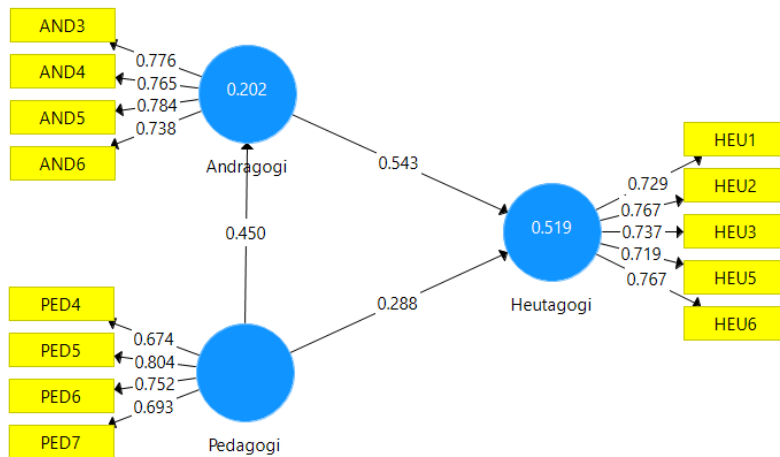 AND3
AND4
AND5
AND6
0.776
0.765
0.784
0.738
0.202
Andragogi
0.543
0.450
HEU1
HEU2
HEU3
HEU5
HEU6
0.729
0.767
0.737
0.719
0.767
0.519
Heutagogi
0.288
PED4
PED5
PED6
PED7
0.674
0.804
0.752
0.693
Pedagogi